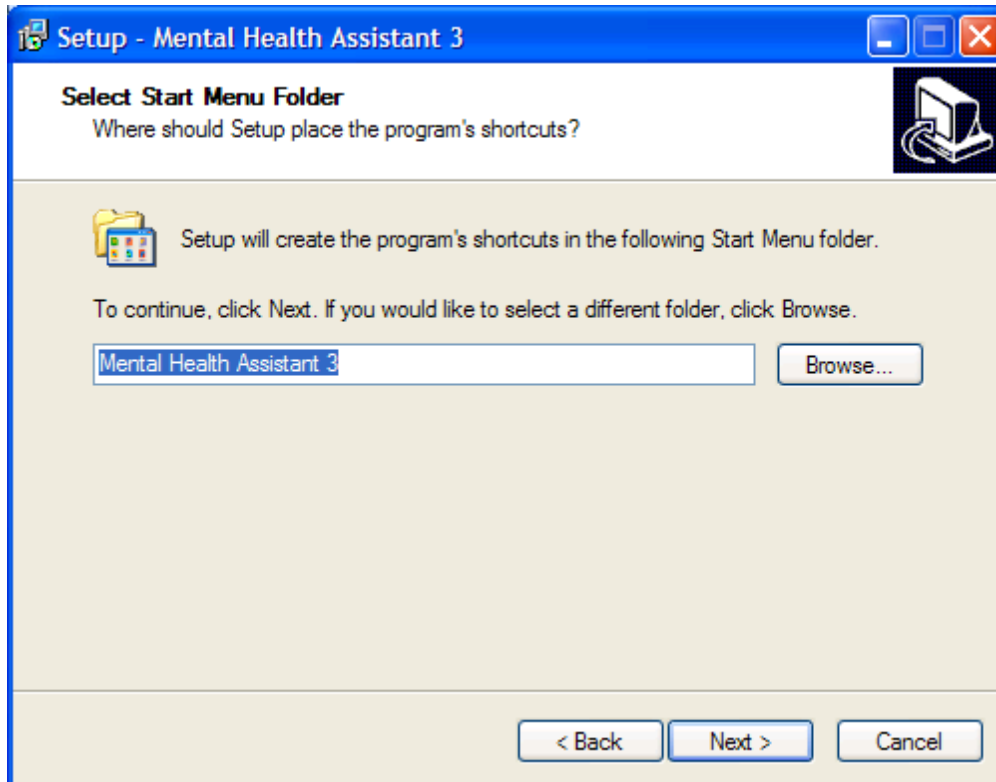 Setup - Mental Health Assistant 3
Select Start Menu Folder
Where should Setup place the program's shortcuts?
Setup will create the program's shortcuts in the following Start Menu folder.
To continue, click Next. If you would like to select a different folder, click Browse.
Mental Health Assistant 3
Browse...
< Back
Next >
Cancel